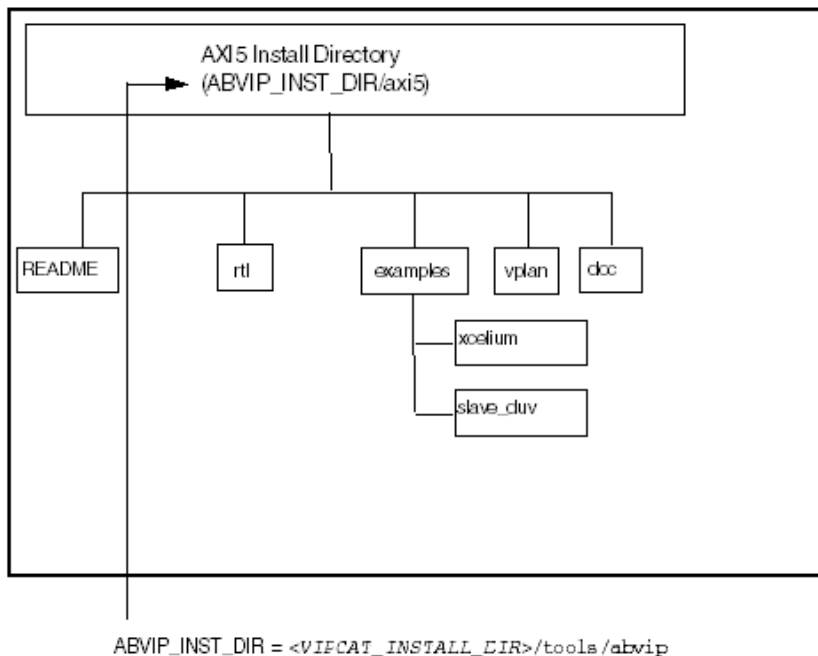 AXI5 Install Directory
(ABVIP_INST_DIR/axi5)
README
rtl
examples
vplan
doc
xcelium
slave_duv
ABVIP_INST_DIR = <VIPCAT_INSTALL_DIR>/tools/abvip